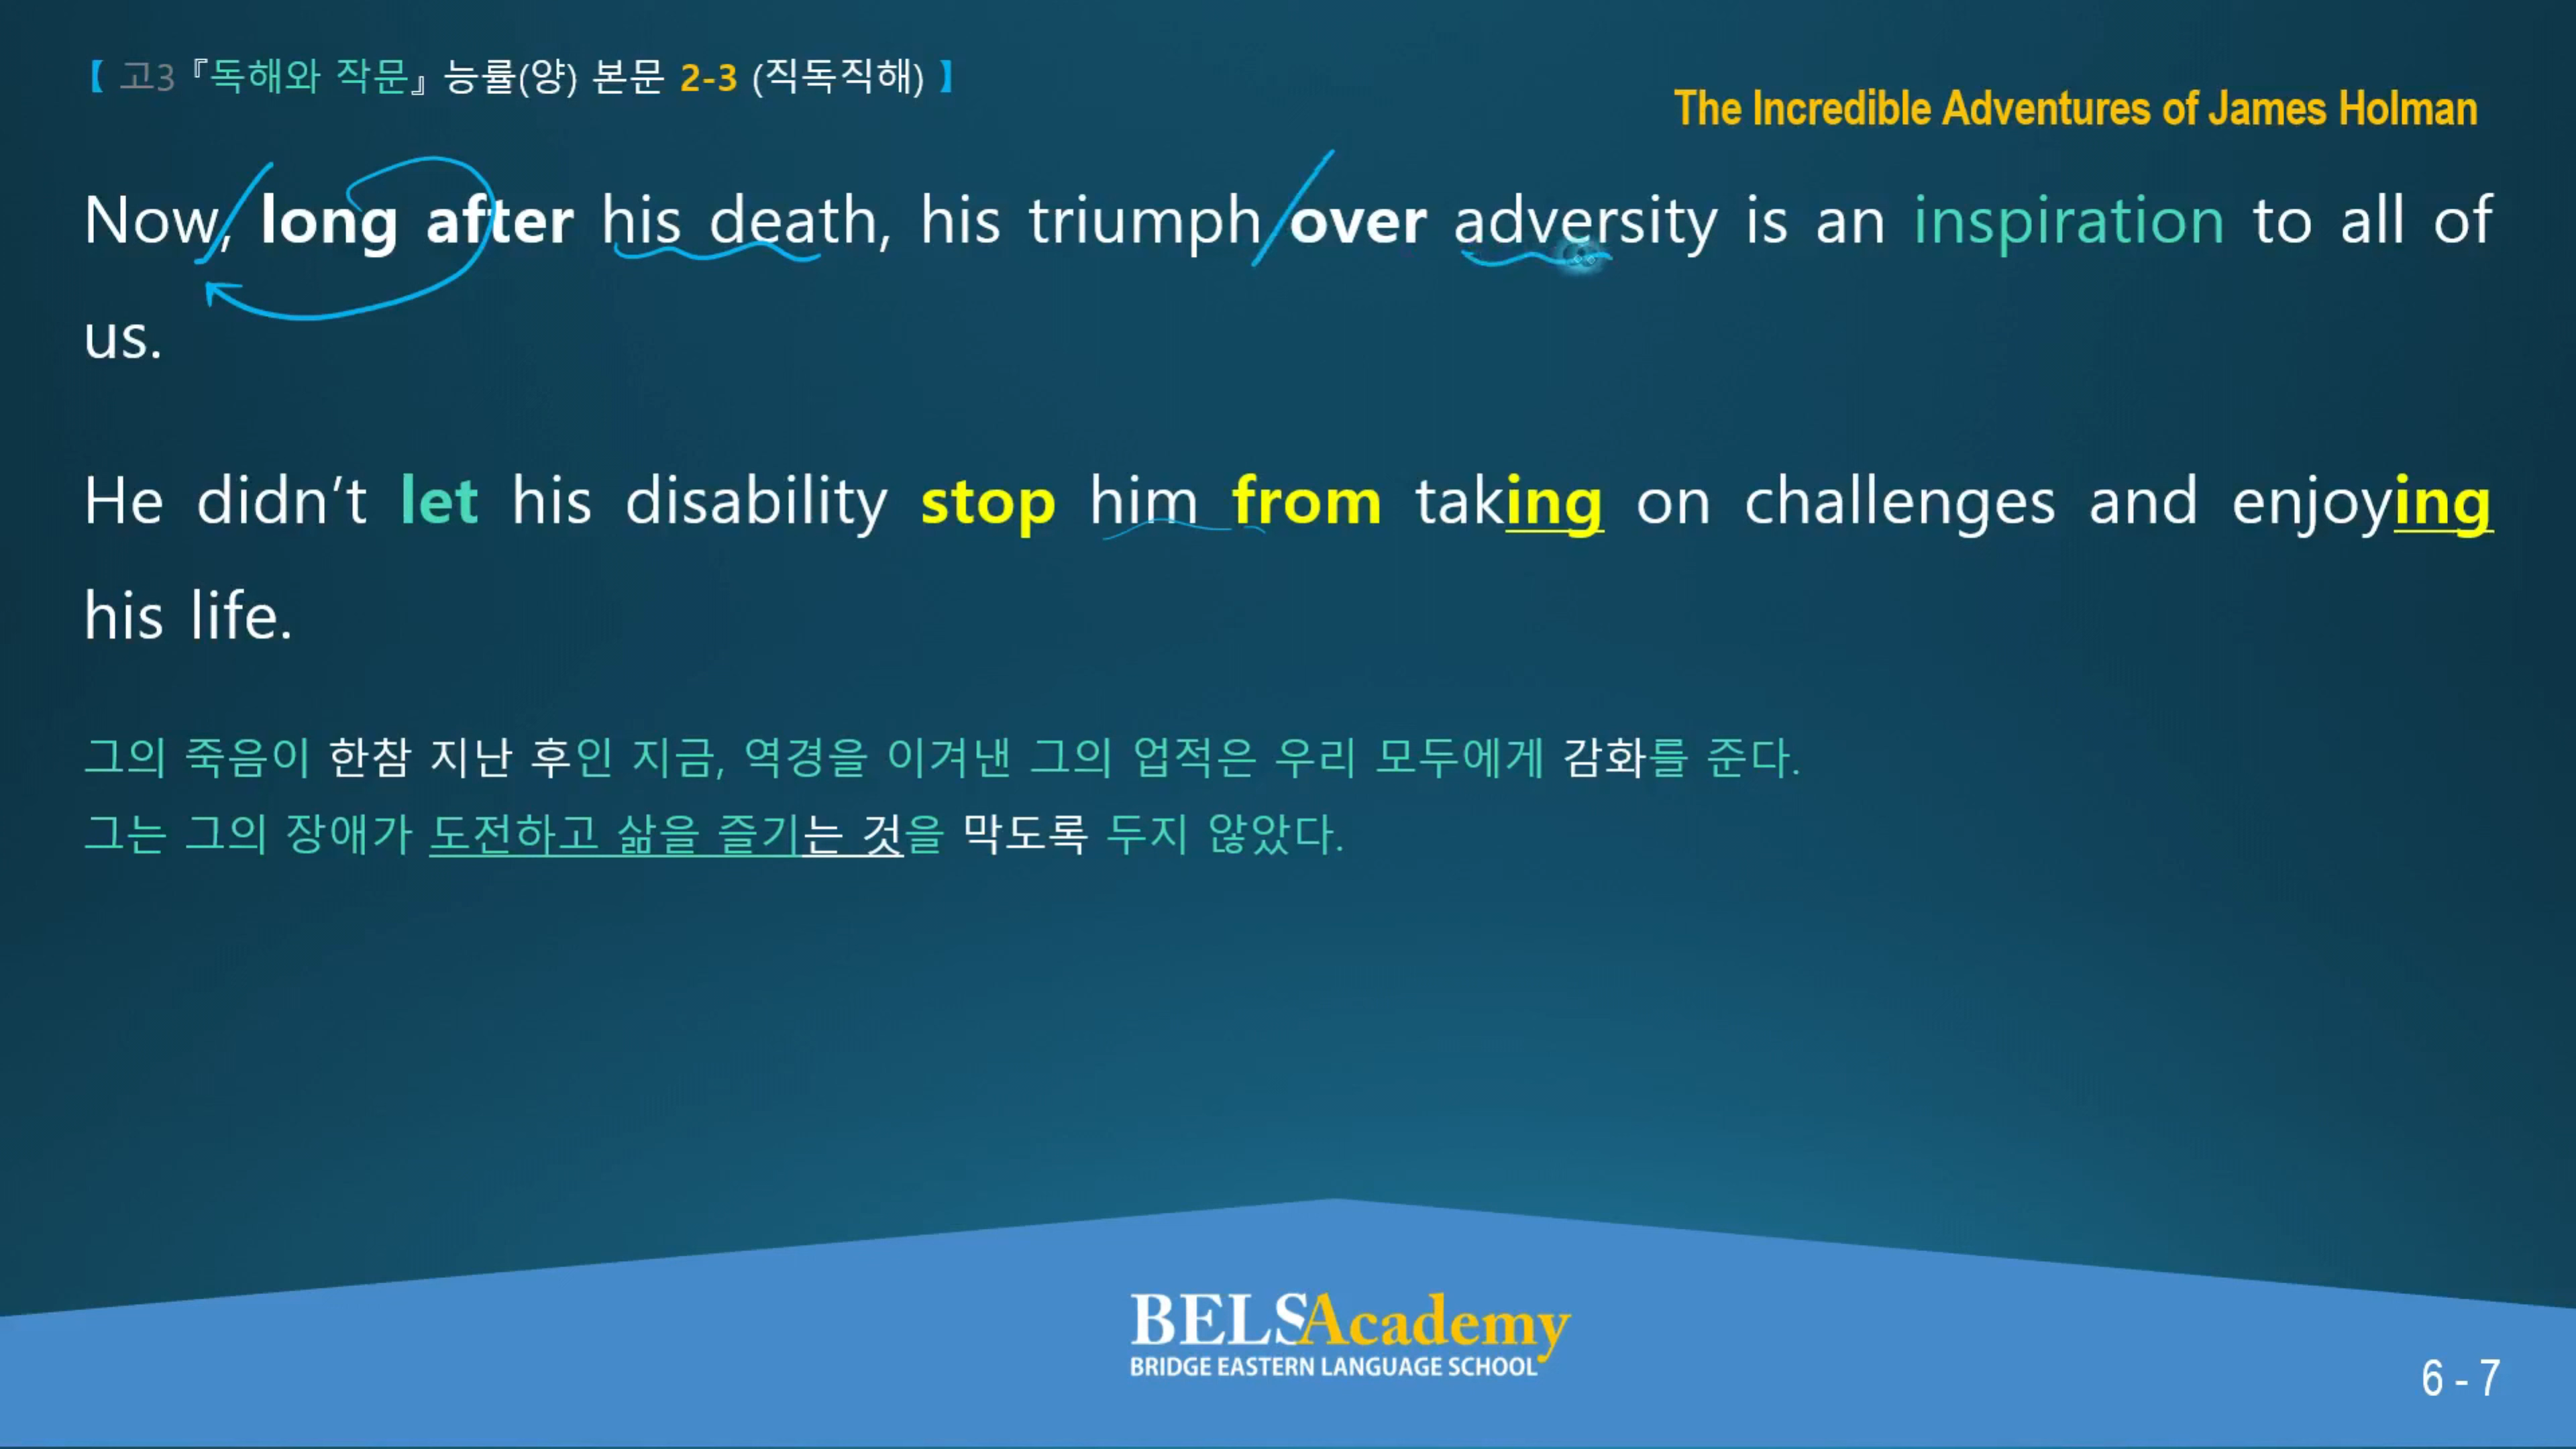 【 고3 『독해와 작문』 능률(양) 본문 2-3 (직독직해) 】
The Incredible Adventures of James Holman
Now, long after his death, his triumph over adversity is an inspiration to all of
us.
He didn’t let his disability stop him from taking on challenges and enjoying
his life.
그의 죽음이 한참 지난 후인 지금, 역경을 이겨낸 그의 업적은 우리 모두에게 감화를 준다.
그는 그의 장애가 도전하고 삶을 즐기는 것을 막도록 두지 않았다.
BELSAcademy
BRIDGE EASTERN LANGUAGE SCHOOL
6 - 7